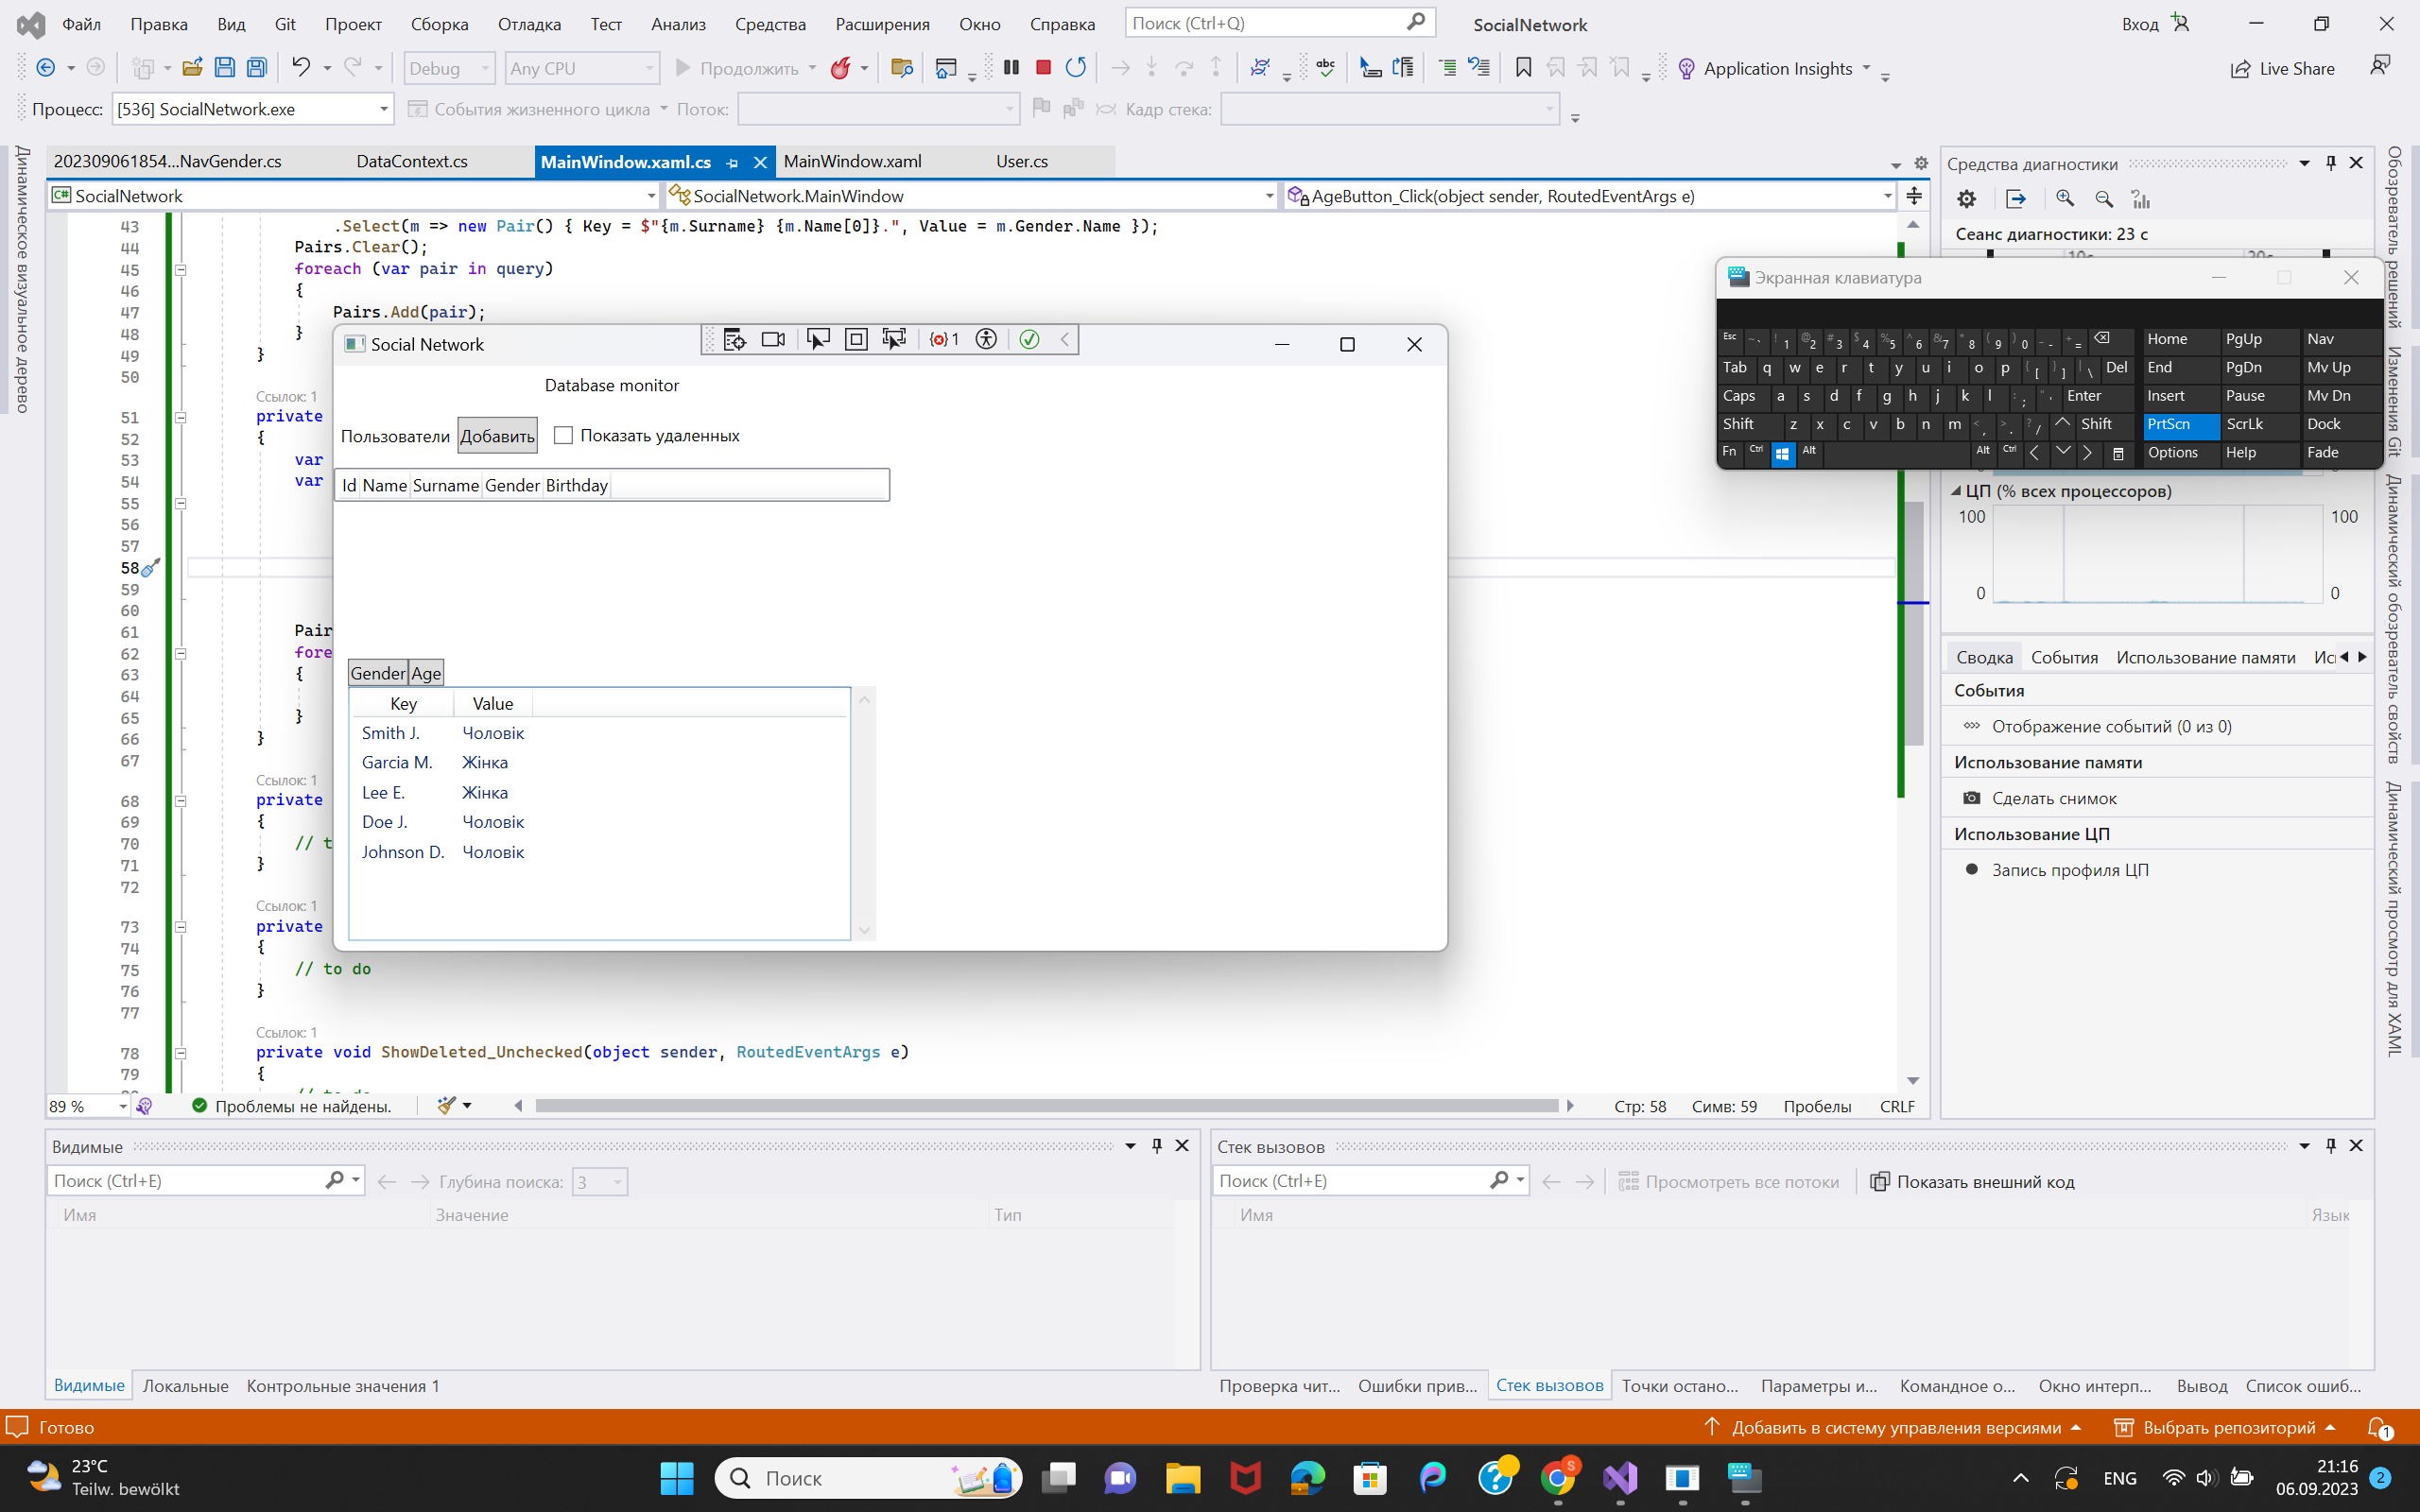 Файл Правка Вид Git Проект Сборка Отладка Тест Анализ Средства Расширения Окно Справка Поиск (Ctrl+Q) SocialNetwork Вход
Debug Any CPU Продолжить Application Insights Live Share
Процесс: [536] SocialNetwork.exe События жизненного цикла Поток: Кадр стека:
Динамическое визуальное дерево
202309061854...NavGender.cs DataContext.cs MainWindow.xaml.cs MainWindow.xaml User.cs
SocialNetwork SocialNetwork.MainWindow AgeButton_Click(object sender, RoutedEventArgs e)
43 .Select(m => new Pair() { Key = $"{m.Surname} {m.Name[0]}.", Value = m.Gender.Name });
44 Pairs.Clear();
45 foreach (var pair in query)
46 {
47 Pairs.Add(pair);
48 }
49 }
50
Ссылок: 1
51 private
52 {
53 var
54 var
55
56
57
58
59
60
61 Pair
62 fore
63 {
64
65 }
66 }
67
Ссылок: 1
68 private
69 {
70 // t
71 }
72
Ссылок: 1
73 private
74 {
75 // to do
76 }
77
Ссылок: 1
78 private void ShowDeleted_Unchecked(object sender, RoutedEventArgs e)
79 {
89 % Проблемы не найдены. Стр: 58 Симв: 59 Пробелы CRLF
Social Network 1
Database monitor
Пользователи Добавить Показать удаленных
Id Name Surname Gender Birthday
Gender Age
Key Value
Smith J. Чоловік
Garcia M. Жінка
Lee E. Жінка
Doe J. Чоловік
Johnson D. Чоловік
Средства диагностики
Сеанс диагностики: 23 с
Экранная клавиатура
Esc ~ ` ! 1 @ 2 # 3 $ 4 % 5 ^ 6 & 7 * 8 ( 9 ) 0 _ - + = Home PgUp Nav
Tab q w e r t y u i o p { [ } ] | \ Del End PgDn Mv Up
Caps a s d f g h j k l : ; " ' Enter Insert Pause Mv Dn
Shift z x c v b n m < , > . ? / Shift PrtScn ScrLk Dock
Fn Ctrl Alt Alt Ctrl Options Help Fade
ЦП (% всех процессоров)
100 100
0 0
Сводка События Использование памяти
События
Отображение событий (0 из 0)
Использование памяти
Сделать снимок
Использование ЦП
Запись профиля ЦП
Обозреватель решений
Изменения Git
Динамический обозреватель свойств
Динамический просмотр для XAML
Видимые
Поиск (Ctrl+E) Глубина поиска: 3
Имя Значение Тип
Видимые Локальные Контрольные значения 1
Стек вызовов
Поиск (Ctrl+E) Просмотреть все потоки Показать внешний код
Имя Язык
Проверка чит... Ошибки прив... Стек вызовов Точки остано... Параметры и... Командное о... Окно интерп... Вывод Список ошиб...
Готово Добавить в систему управления версиями Выбрать репозиторий 1
23°C
Teilw. bewölkt
Поиск
S
ENG
21:16
06.09.2023
2